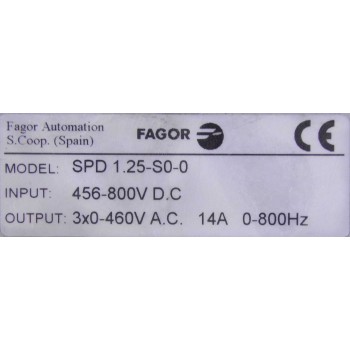 Fagor Automation
S.Coop. (Spain)
FAGOR
CE
MODEL: SPD 1.25-S0-0
INPUT: 456-800V D.C
OUTPUT: 3x0-460V A.C. 14A 0-800Hz